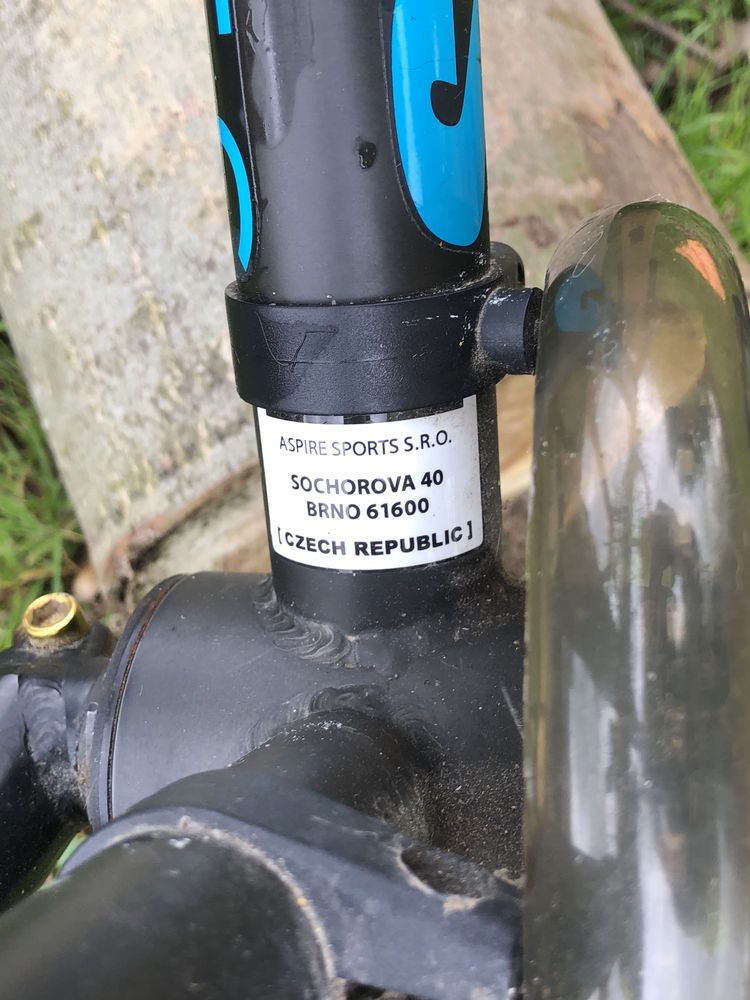 ASPIRE SPORTS S.R.O.
SOCHOROVA 40
BRNO 61600
[ CZECH REPUBLIC ]